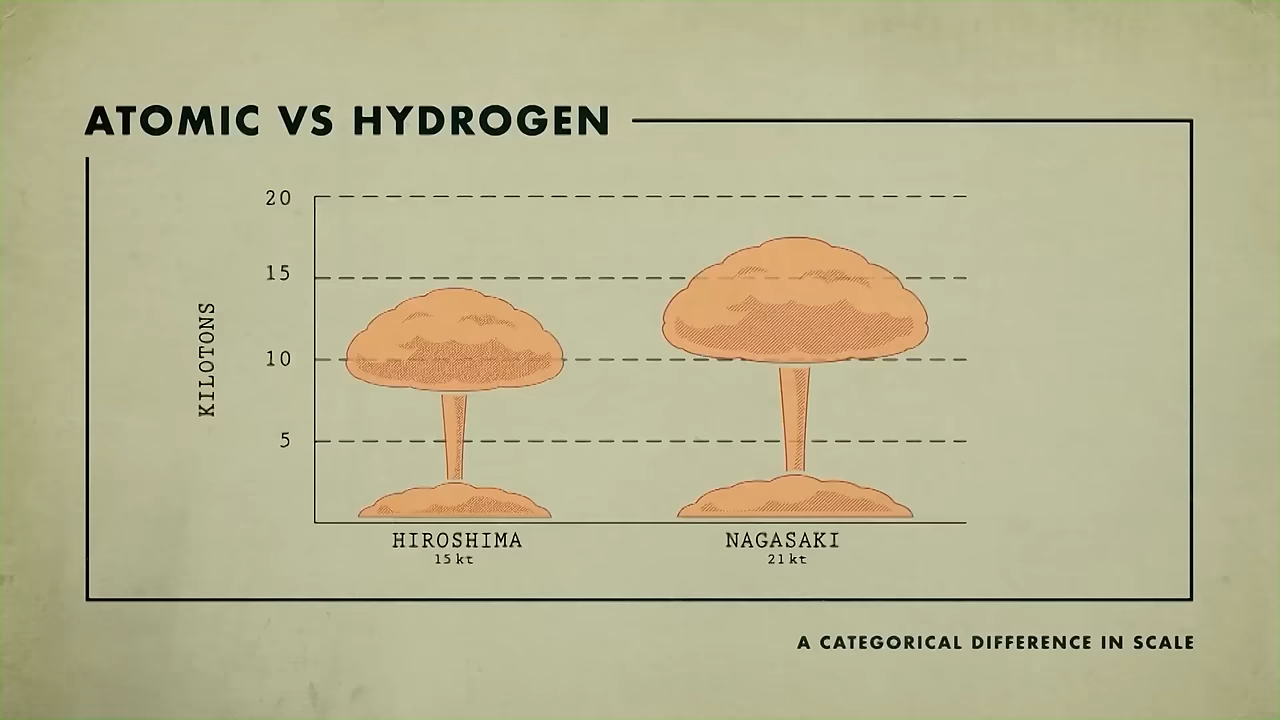 ATOMIC VS HYDROGEN
20
15
10
5
KILOTONS
HIROSHIMA
15 kt
NAGASAKI
21 kt
A CATEGORICAL DIFFERENCE IN SCALE